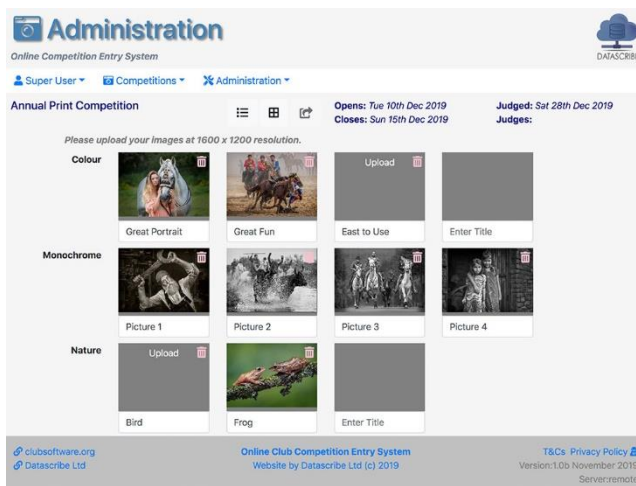 Administration
Online Competition Entry System
DATASCRIBE
Super User
Competitions
Administration
Annual Print Competition
Opens: Tue 10th Dec 2019
Closes: Sun 15th Dec 2019
Judged: Sat 28th Dec 2019
Judges:
Please upload your images at 1600 x 1200 resolution.
Colour
Upload
Great Portrait
Great Fun
East to Use
Enter Title
Monochrome
Picture 1
Picture 2
Picture 3
Picture 4
Nature
Upload
Bird
Frog
Enter Title
clubsoftware.org
Online Club Competition Entry System
T&Cs Privacy Policy
Datascribe Ltd
Website by Datascribe Ltd (c) 2019
Version:1.0b November 2019
Server:remote